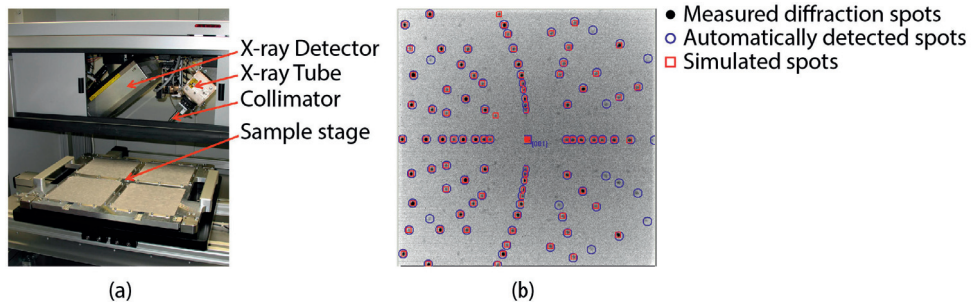 X-ray Detector
X-ray Tube
Collimator
Sample stage
(a)
[001]
(b)
Measured diffraction spots
Automatically detected spots
Simulated spots